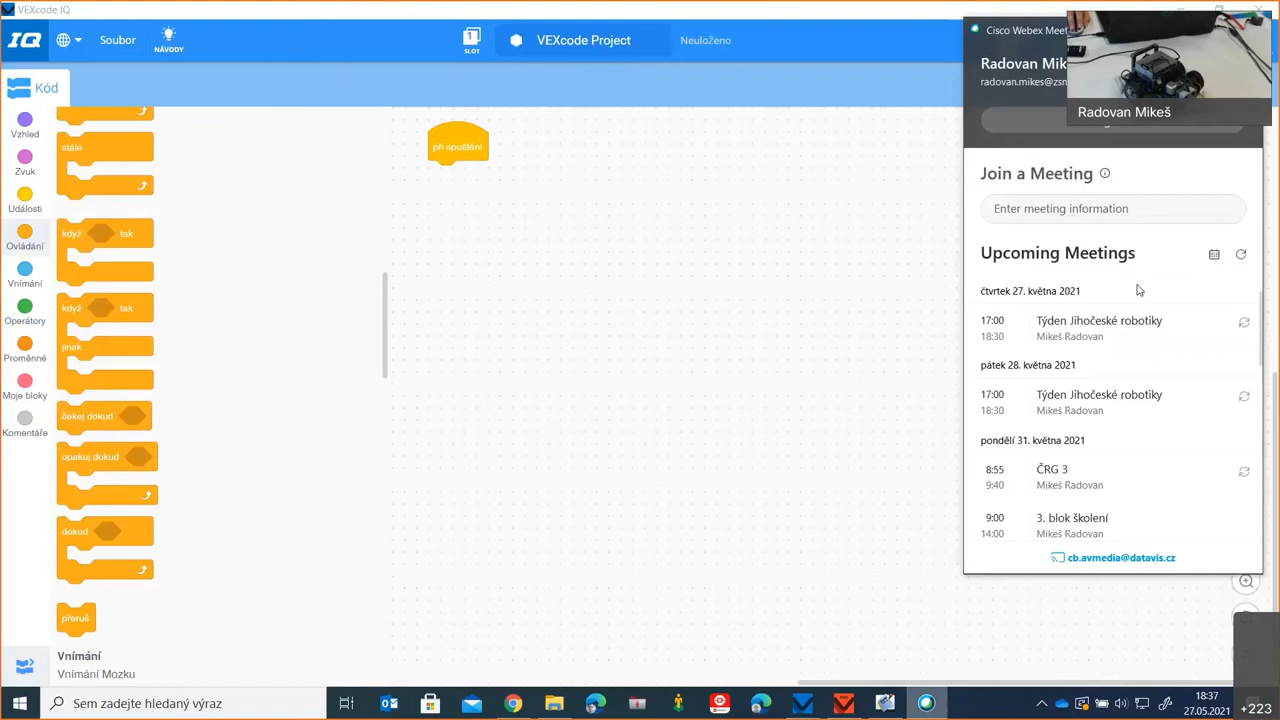 VEXcode IQ
IQ
Soubor
NÁVODY
1
SLOT
VEXcode Project
Neuloženo
Kód
Vzhled
Zvuk
Události
Ovládání
Vnímání
Operátory
Proměnné
Moje bloky
Komentáře
stále
když tak
když tak
jinak
čekej dokud
opakuj dokud
dokud
přeruš
Vnímání
Vnímání Mozku
při spuštění
Cisco Webex Meet
Radovan Mik
radovan.mikes@zsm
Radovan Mikeš
Join a Meeting
Enter meeting information
Upcoming Meetings
čtvrtek 27. května 2021
17:00 Týden Jihočeské robotiky
18:30 Mikeš Radovan
pátek 28. května 2021
17:00 Týden Jihočeské robotiky
18:30 Mikeš Radovan
pondělí 31. května 2021
8:55 ČRG 3
9:40 Mikeš Radovan
9:00 3. blok školení
14:00 Mikeš Radovan
cb.avmedia@datavis.cz
Sem zadejte hledaný výraz
18:37
27.05.2021
+223